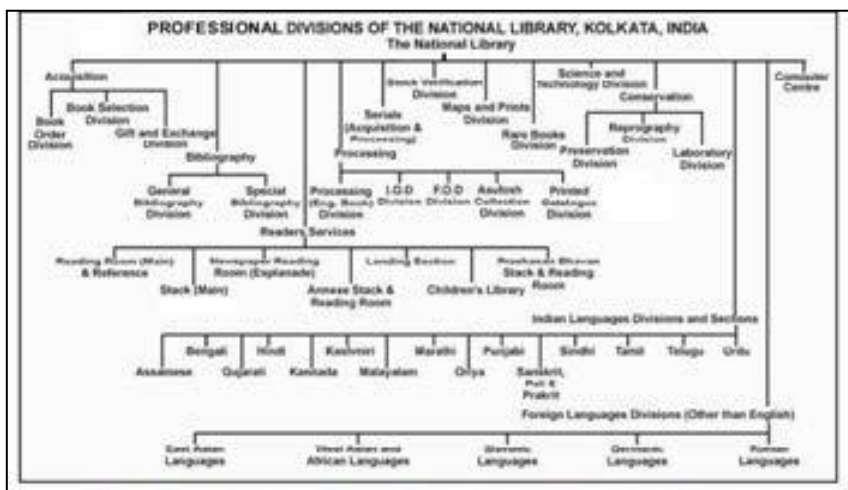 PROFESSIONAL DIVISIONS OF THE NATIONAL LIBRARY, KOLKATA, INDIA
The National Library
Acquisition
Book Order Division
Book Selection Division
Gift and Exchange Division
Bibliography
General Bibliography Division
Special Bibliography Division
Serials (Acquisition & Processing)
Stock Verification Division
Maps and Prints Division
Rare Books Division
Science and Technology Division
Conservation
Preservation Division
Reprography Division
Laboratory Division
Computer Centre
Processing
Processing (Eng. Book) Division
I.O.D Division
F.O.D Division
Asutosh Collection Division
Printed Catalogue Division
Readers Services
Reading Room (Main) & Reference
Stack (Main)
Newspaper Reading Room (Esplanade)
Annexe Stack & Reading Room
Lending Section
Children's Library
Stack & Reading Room
Indian Languages Divisions and Sections
Assamese
Bengali
Gujarati
Hindi
Kannada
Kashmiri
Malayalam
Marathi
Oriya
Punjabi
Sanskrit, Pali & Prakrit
Sindhi
Tamil
Telugu
Urdu
Foreign Languages Divisions (Other than English)
East Asian Languages
West Asian and African Languages
Languages
Germanic Languages
Languages